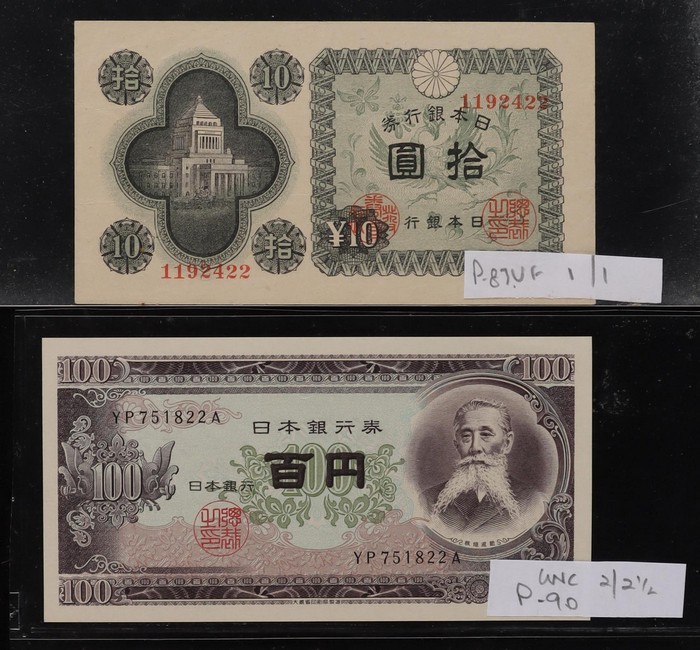 拾
10
1192422
券行銀本日
圓拾
¥10
行銀本日
10
拾
1192422
P-87 VF 1/1
100
100
YP751822A
日本銀行券
100
100
百円
日本銀行
YP751822A
100
UNC 2/2½
P-90